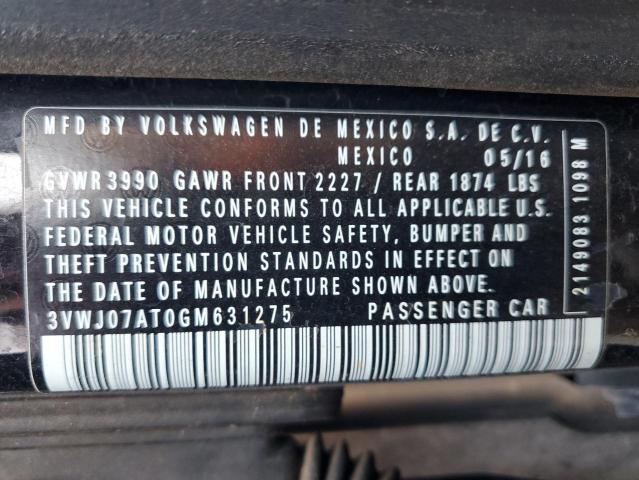 MFD BY VOLKSWAGEN DE MEXICO S.A. DE C.V.
MEXICO 05/16
GVWR 3990 GAWR FRONT 2227 / REAR 1874 LBS
THIS VEHICLE CONFORMS TO ALL APPLICABLE U.S.
FEDERAL MOTOR VEHICLE SAFETY, BUMPER AND
THEFT PREVENTION STANDARDS IN EFFECT ON
THE DATE OF MANUFACTURE SHOWN ABOVE.
3VWJ07AT0GM631275 PASSENGER CAR
2149083 1098 M